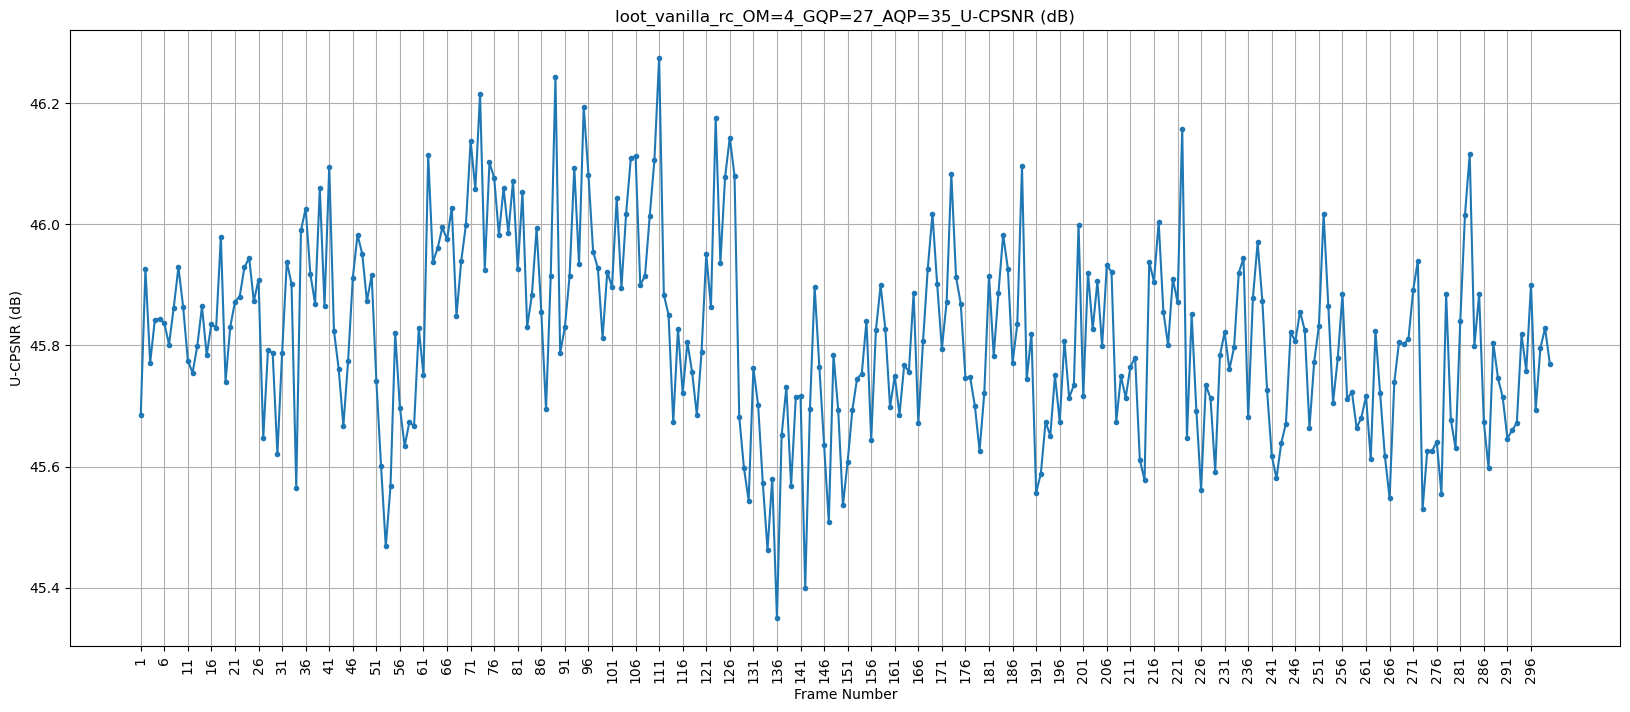 loot_vanilla_rc_OM=4_GQP=27_AQP=35_U-CPSNR (dB)
U-CPSNR (dB)
46.2
46.0
45.8
45.6
45.4
1 6 11 16 21 26 31 36 41 46 51 56 61 66 71 76 81 86 91 96 101 106 111 116 121 126 131 136 141 146 151 156 161 166 171 176 181 186 191 196 201 206 211 216 221 226 231 236 241 246 251 256 261 266 271 276 281 286 291 296
Frame Number